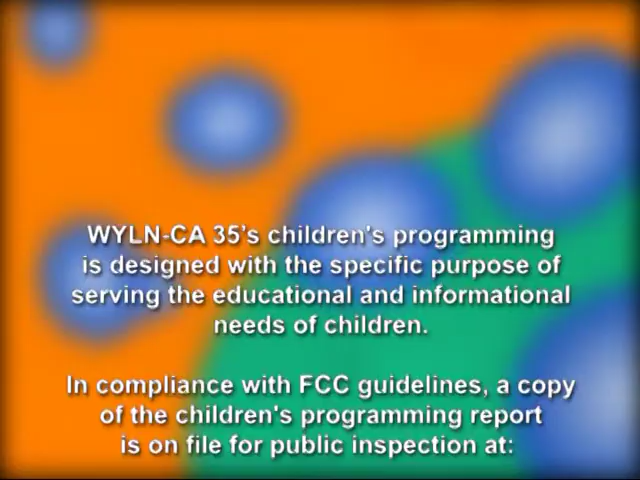 WYLN-CA 35’s children's programming
is designed with the specific purpose of
serving the educational and informational
needs of children.
In compliance with FCC guidelines, a copy
of the children's programming report
is on file for public inspection at: